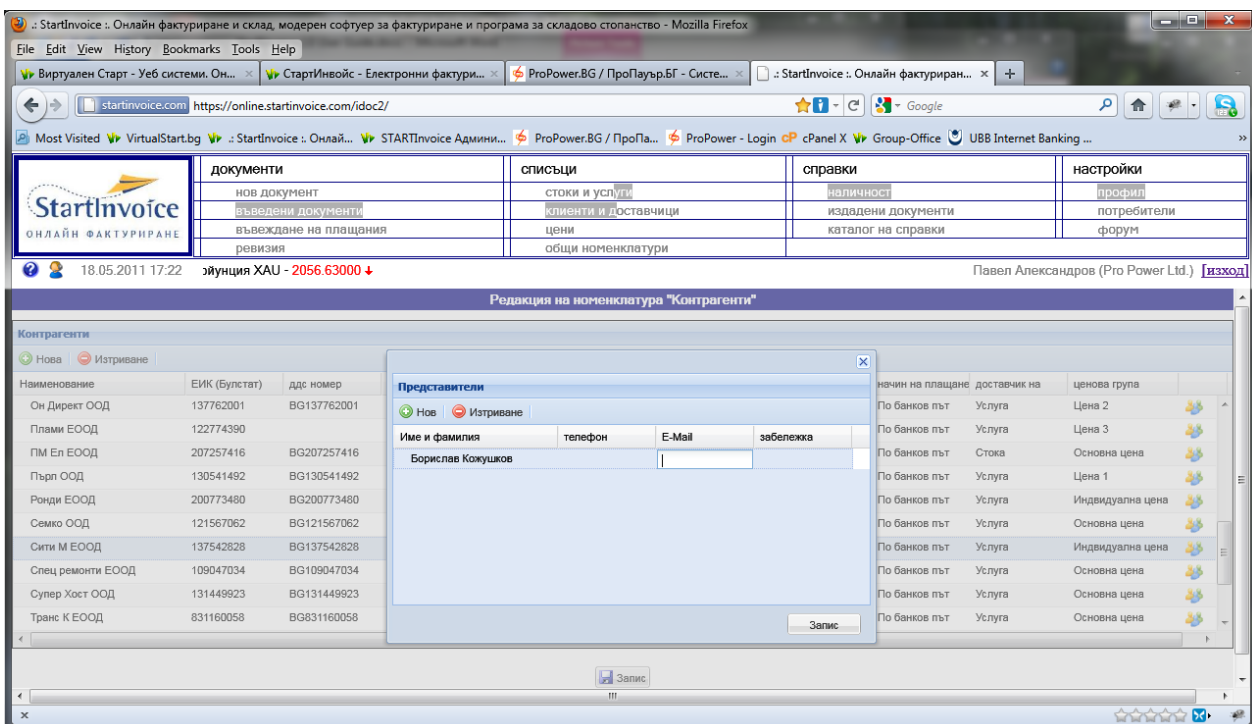 .: StartInvoice :. Онлайн фактуриране и склад, модерен софтуер за фактуриране и програма за складово стопанство - Mozilla Firefox
File Edit View History Bookmarks Tools Help
Виртуален Старт - Уеб системи. Он... СтартИнвойс - Електронни фактури... ProPower.BG / ПроПауър.БГ - Систе... .: StartInvoice :. Онлайн фактуриран...
startinvoice.com https://online.startinvoice.com/idoc2/ Google
Most Visited VirtualStart.bg .: StartInvoice :. Онлай... STARTInvoice Админи... ProPower.BG / ПроПа... ProPower - Login cPanel X Group-Office UBB Internet Banking ...
StartInvoice
ОНЛАЙН ФАКТУРИРАНЕ
документи списъци справки настройки
нов документ стоки и услуги наличност профил
въведени документи клиенти и доставчици издадени документи потребители
въвеждане на плащания цени каталог на справки форум
ревизия общи номенклатури
18.05.2011 17:22 ойунция XAU - 2056.63000 Павел Александров (Pro Power Ltd.) [изход]
Редакция на номенклатура "Контрагенти"
Контрагенти
Нова Изтриване
Наименование ЕИК (Булстат) ддс номер начин на плащане доставчик на ценова група
Он Директ ООД 137762001 BG137762001 По банков път Услуга Цена 2
Плами ЕООД 122774390 По банков път Услуга Цена 3
ПМ Ел ЕООД 207257416 BG207257416 По банков път Стока Основна цена
Пърл ООД 130541492 BG130541492 По банков път Услуга Цена 1
Ронди ЕООД 200773480 BG200773480 По банков път Услуга Индвидуална цена
Семко ООД 121567062 BG121567062 По банков път Услуга Основна цена
Сити М ЕООД 137542828 BG137542828 По банков път Услуга Индвидуална цена
Спец ремонти ЕООД 109047034 BG109047034 По банков път Услуга Основна цена
Супер Хост ООД 131449923 BG131449923 По банков път Услуга Основна цена
Транс К ЕООД 831160058 BG831160058 По банков път Услуга Основна цена
Представители
Нов Изтриване
Име и фамилия телефон E-Mail забележка
Борислав Кожушков
Запис
Запис